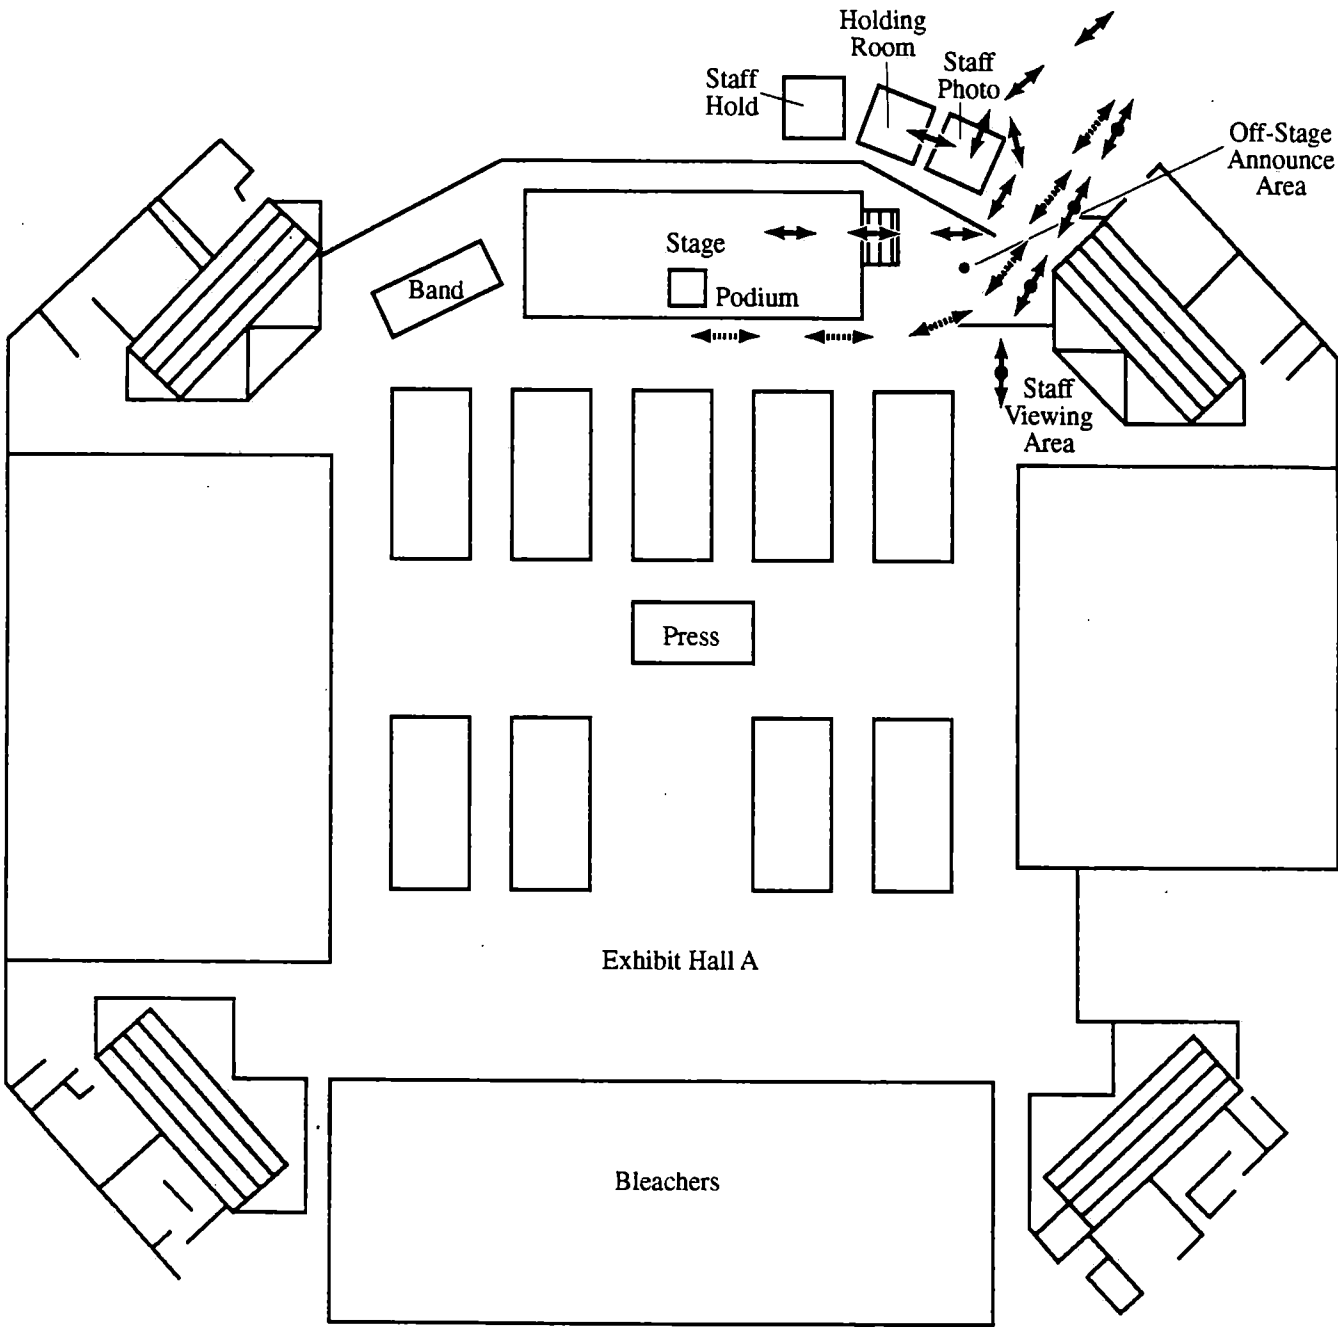 Holding
Room
Staff
Photo
Staff
Hold
Off-Stage
Announce
Area
Stage
Band
Podium
Staff
Viewing
Area
Press
Exhibit Hall A
Bleachers